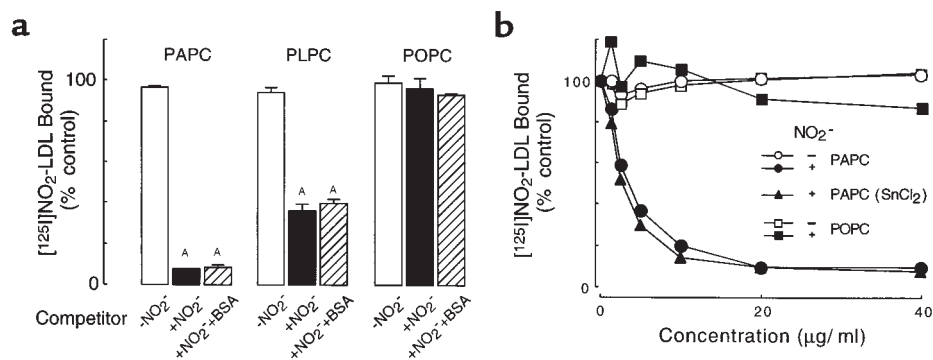 a
PAPC
PLPC
POPC
[125I]NO2-LDL Bound
(% control)
100
0
A
A
A
A
Competitor
-NO2-
+NO2-
+NO2-+BSA
-NO2-
+NO2-
+NO2-+BSA
-NO2-
+NO2-
+NO2-+BSA
b
[125I]NO2-LDL Bound
(% control)
100
0
NO2-
− PAPC
+
+ PAPC (SnCl2)
− POPC
+
0
20
40
Concentration (μg/ ml)